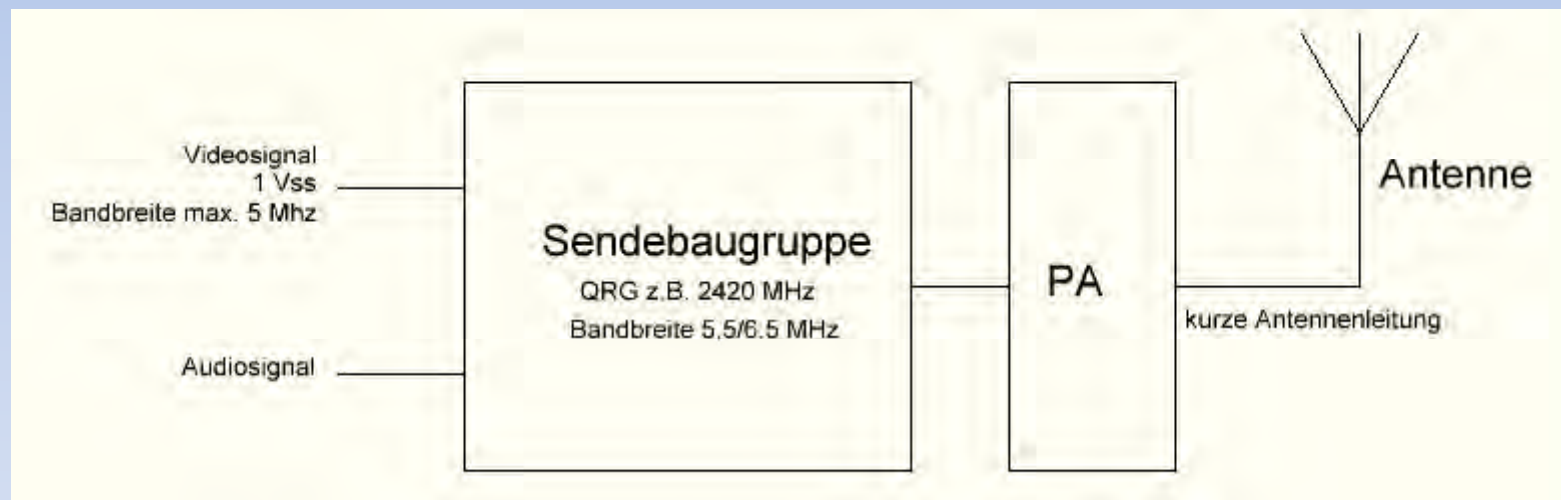 Videosignal
1 Vss
Bandbreite max. 5 Mhz
Audiosignal
Sendebaugruppe
QRG z.B. 2420 MHz
Bandbreite 5,5/6.5 MHz
PA
Antenne
kurze Antennenleitung